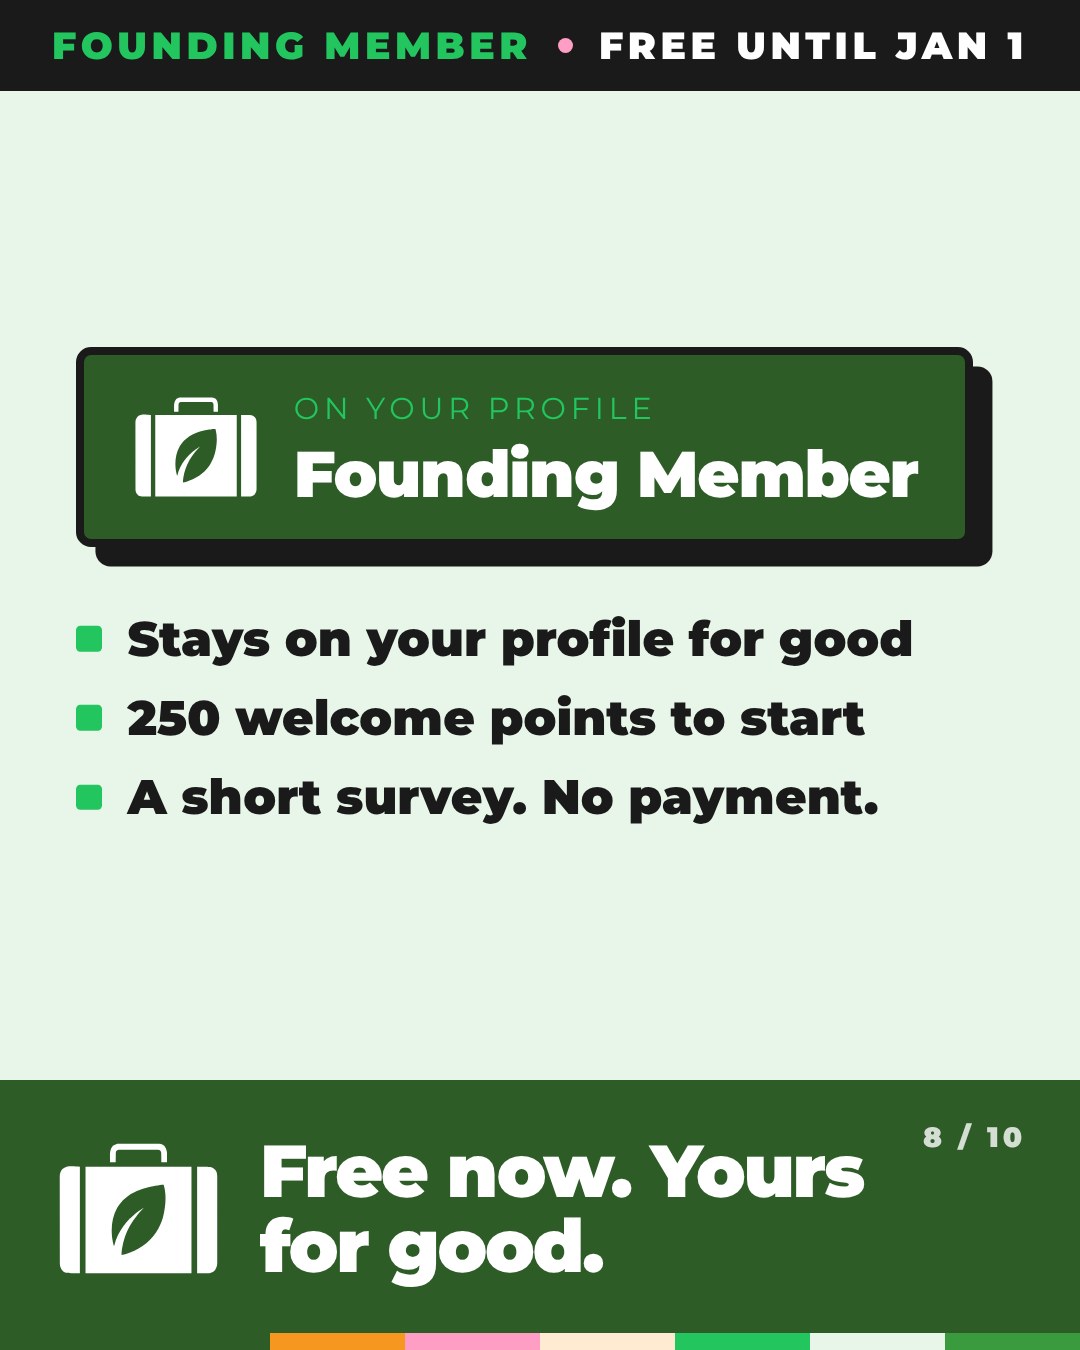 FOUNDING MEMBER • FREE UNTIL JAN 1
ON YOUR PROFILE
Founding Member
Stays on your profile for good
250 welcome points to start
A short survey. No payment.
8 / 10
Free now. Yours
for good.